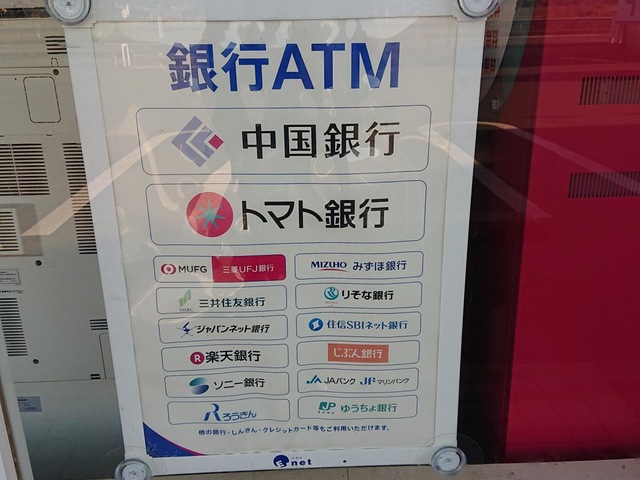 銀行ATM
中国銀行
トマト銀行
MUFG 三菱UFJ銀行
MIZUHO みずほ銀行
SMBC 三井住友銀行
りそな銀行
ジャパンネット銀行
住信SBIネット銀行
R 楽天銀行
じぶん銀行
ソニー銀行
JAバンク JF マリンバンク
Rろうきん
JP BANK ゆうちょ銀行
他の銀行・しんきん・クレジットカード等もご利用いただけます。
e net